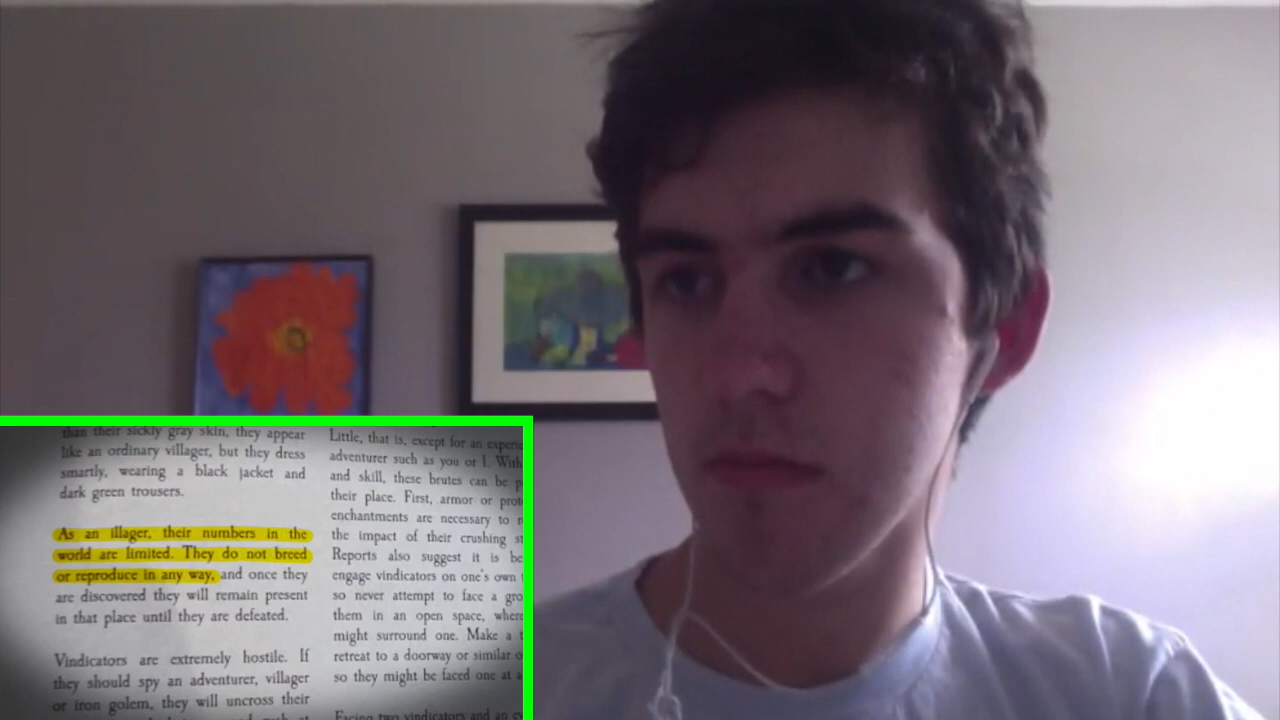 than their sickly gray skin, they appear
like an ordinary villager, but they dress
smartly, wearing a black jacket and
dark green trousers.
As an illager, their numbers in the
world are limited. They do not breed
or reproduce in any way, and once they
are discovered they will remain present
in that place until they are defeated.
Vindicators are extremely hostile. If
they should spy an adventurer, villager
or iron golem, they will uncross their
Little, that is, except for an
adventurer such as you or I. With
and skill, these brutes can be
their place. First, armor or
enchantments are necessary to
the impact of their crushing
Reports also suggest it is
engage vindicators on one's own
so never attempt to face a
them in an open space,
might surround one. Make a
retreat to a doorway or similar
so they might be faced one at
Facing two vindicators and an